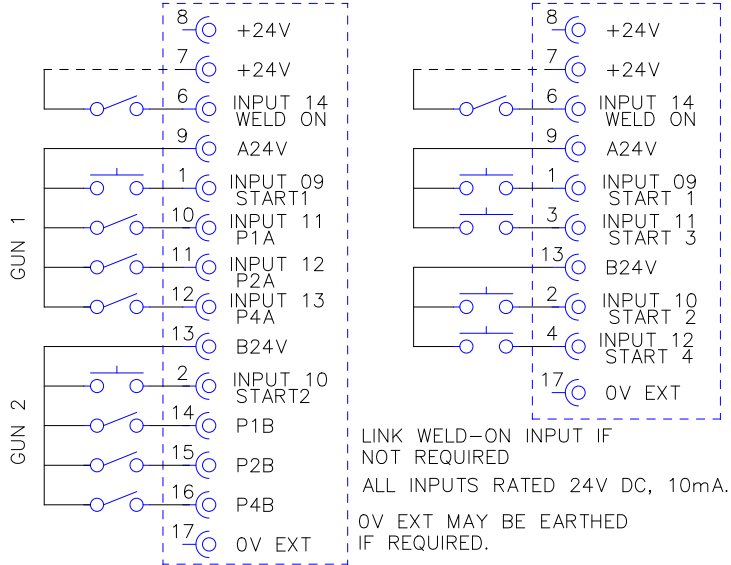 8 +24V
7 +24V
6 INPUT 14
WELD ON
9 A24V
1 INPUT 09
START1
10 INPUT 11
P1A
11 INPUT 12
P2A
12 INPUT 13
P4A
13 B24V
2 INPUT 10
START2
14 P1B
15 P2B
16 P4B
17 0V EXT
GUN 1
GUN 2
8 +24V
7 +24V
6 INPUT 14
WELD ON
9 A24V
1 INPUT 09
START 1
3 INPUT 11
START 3
13 B24V
2 INPUT 10
START 2
4 INPUT 12
START 4
17 0V EXT
LINK WELD-ON INPUT IF
NOT REQUIRED
ALL INPUTS RATED 24V DC, 10mA.
0V EXT MAY BE EARTHED
IF REQUIRED.